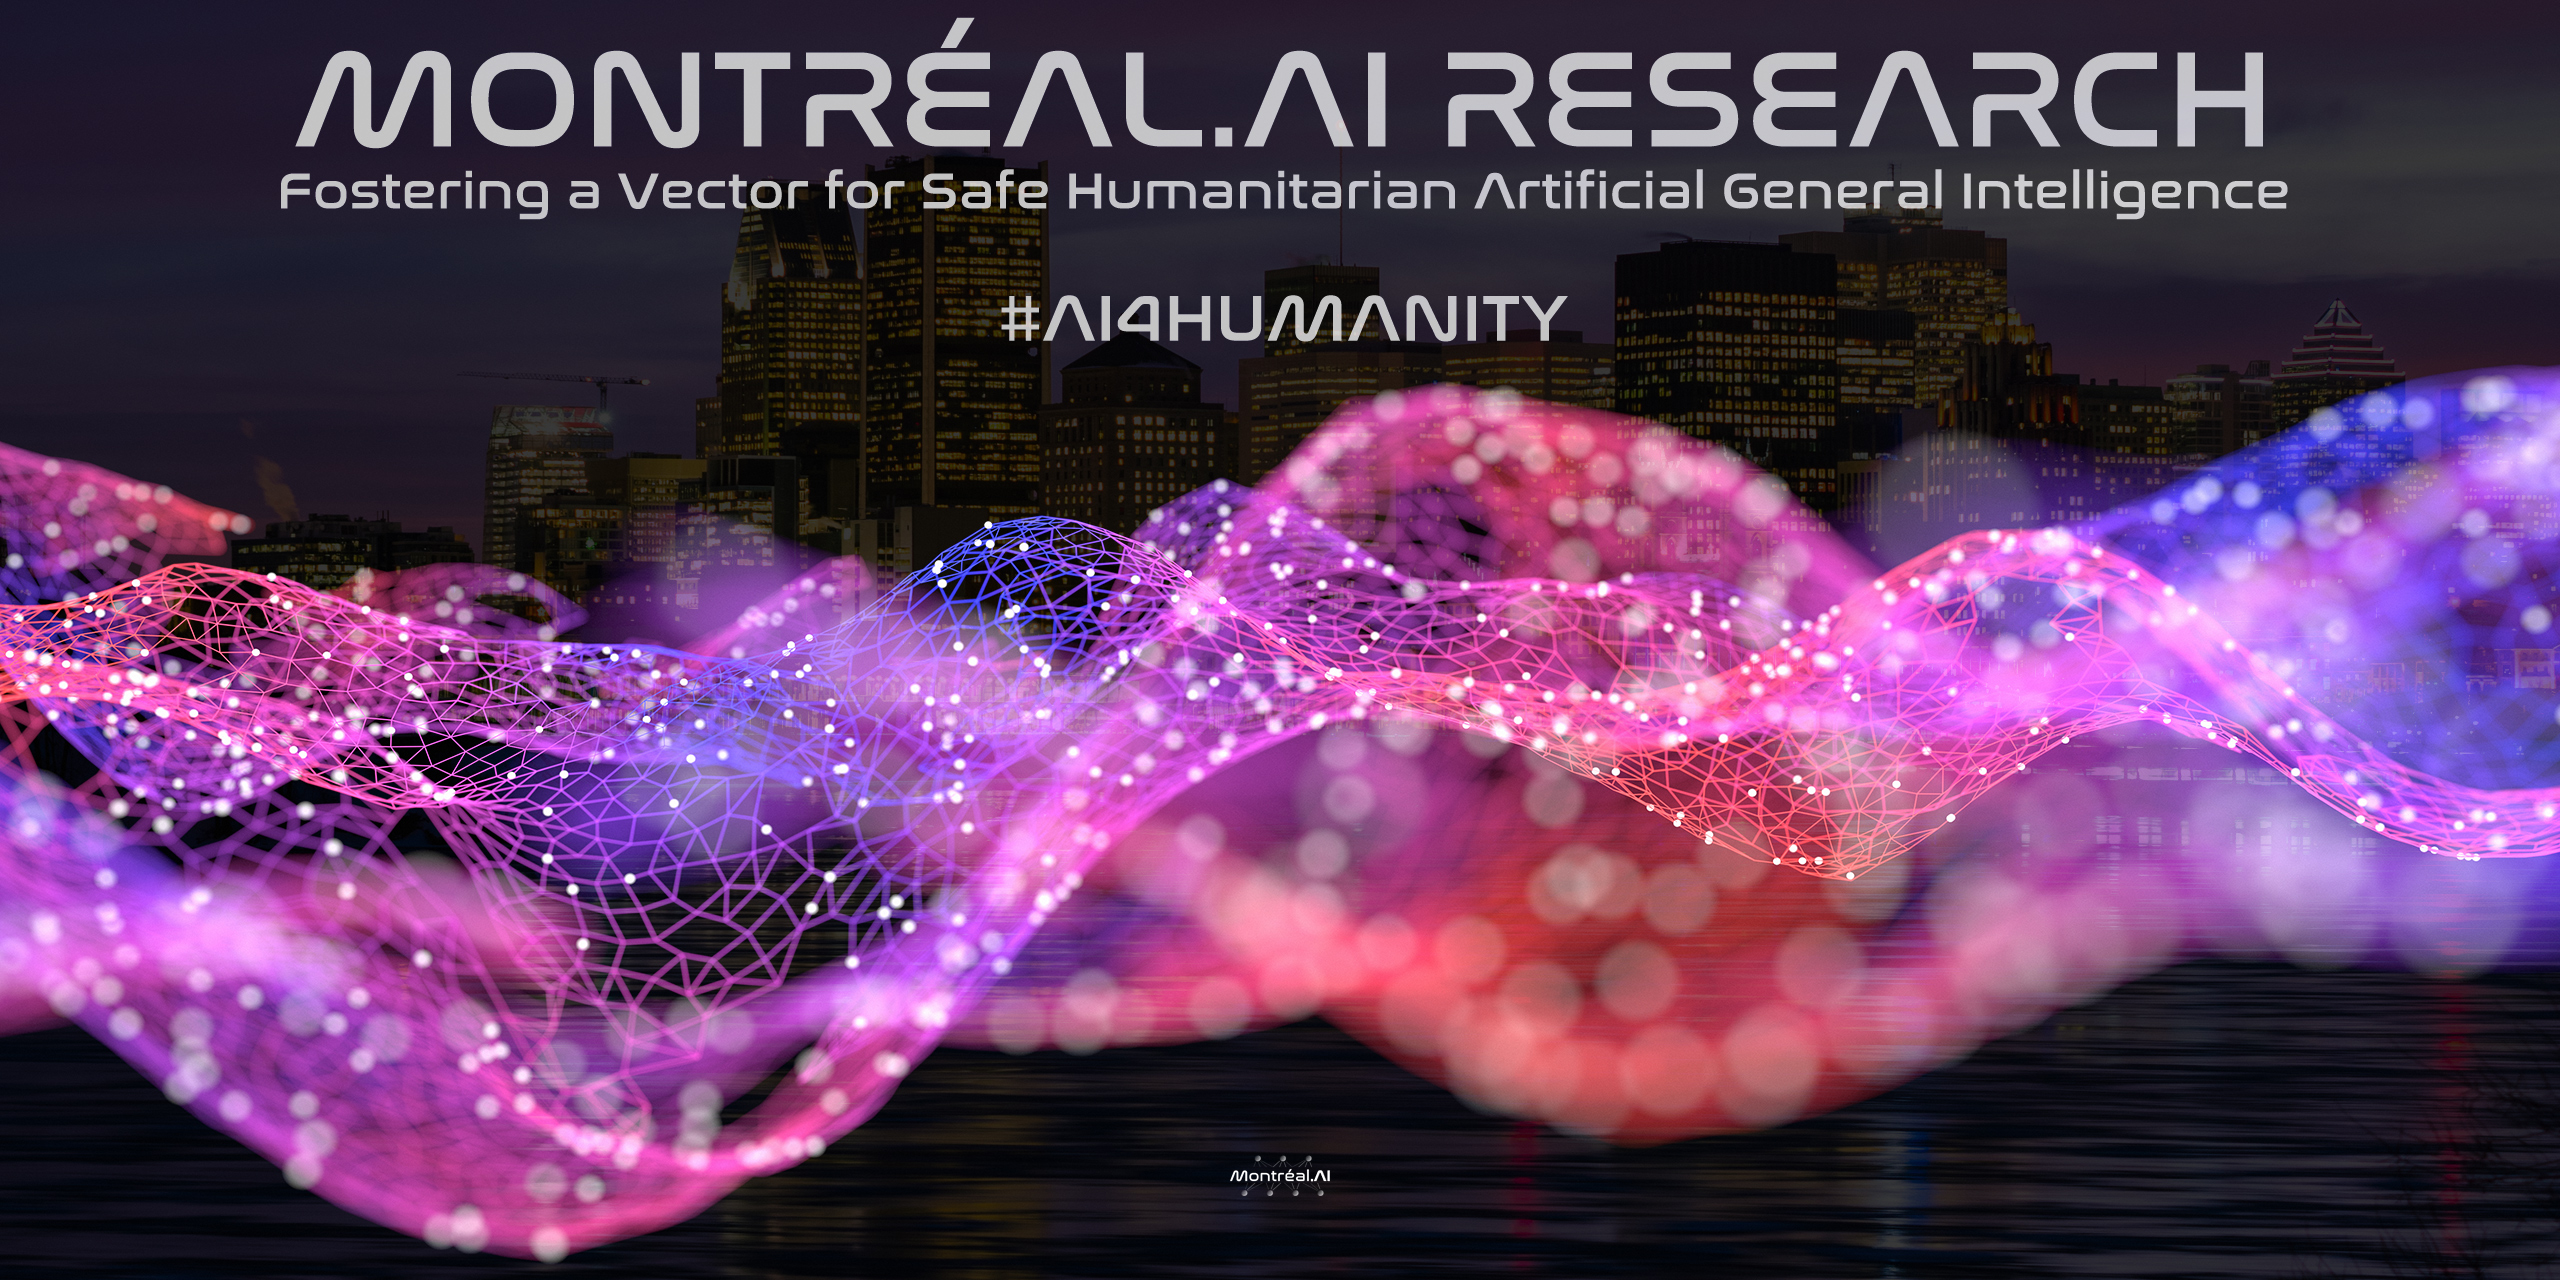 MONTRÉAL.AI RESEARCH
Fostering a Vector for Safe Humanitarian Artificial General Intelligence
#AI4HUMANITY
Montréal.AI